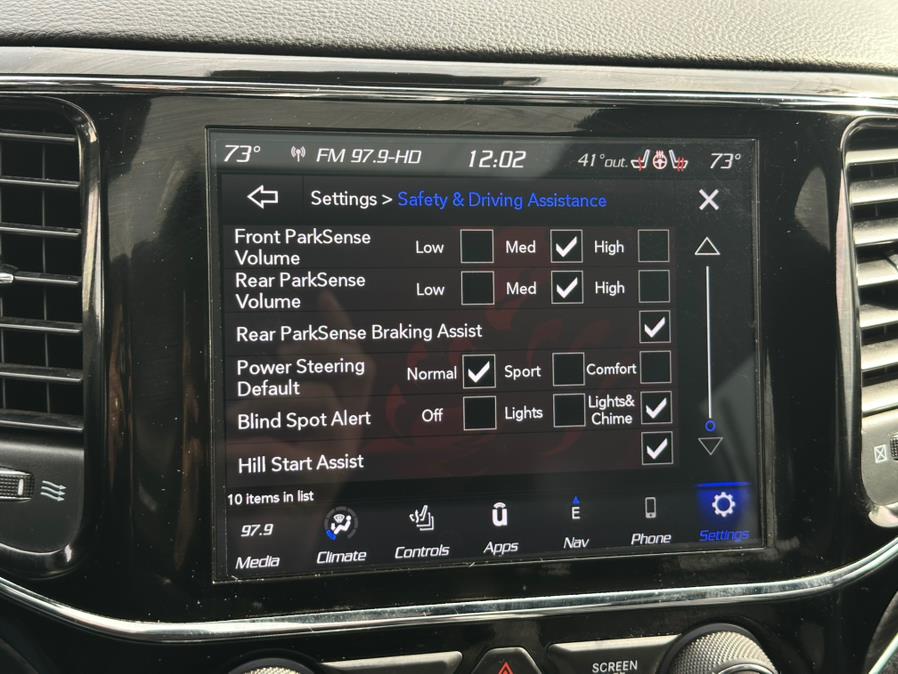 73° FM 97.9-HD 12:02 41°out. 73°
Settings > Safety & Driving Assistance
Front ParkSense
Volume
Low Med High
Rear ParkSense
Volume
Low Med High
Rear ParkSense Braking Assist
Power Steering
Default
Normal Sport Comfort
Blind Spot Alert
Off Lights
Lights&
Chime
Hill Start Assist
10 items in list
97.9 E
Media Climate Controls Apps Nav Phone Settings
SCREEN